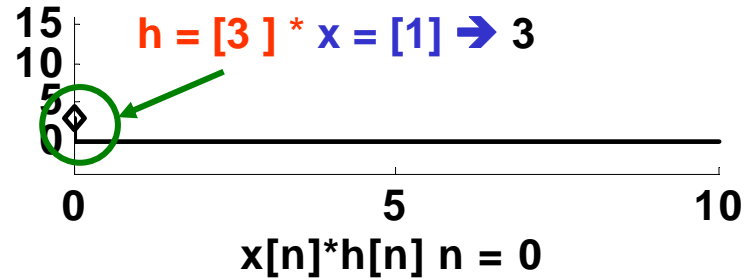 15
h = [3 ] * x = [1] ➔ 3
10
5
0
0 5 10
x[n]*h[n] n = 0